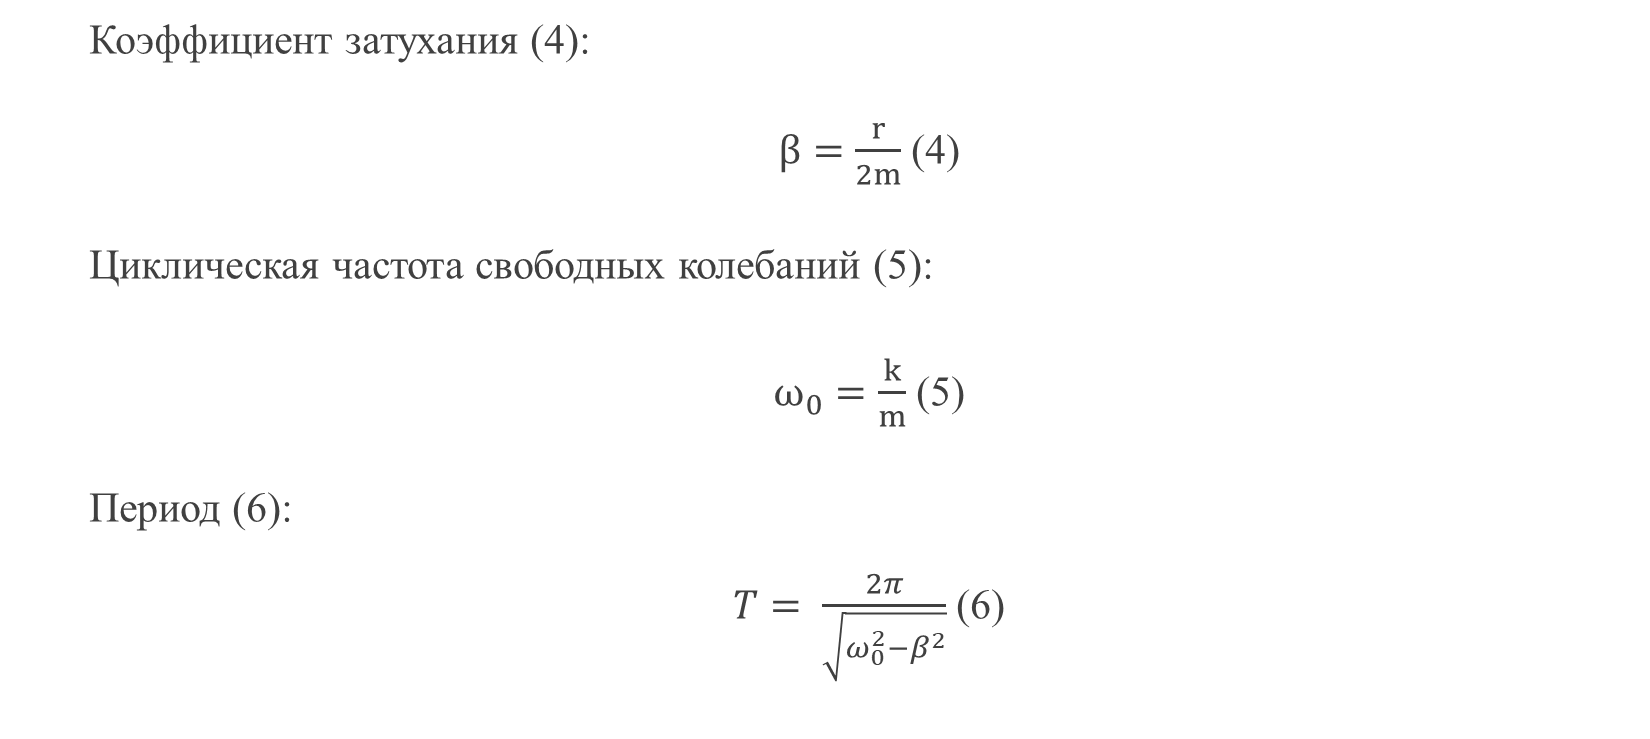 Коэффициент затухания (4):
β = r/2m (4)
Циклическая частота свободных колебаний (5):
ω₀ = k/m (5)
Период (6):
T = 2π/√(ω₀²−β²) (6)